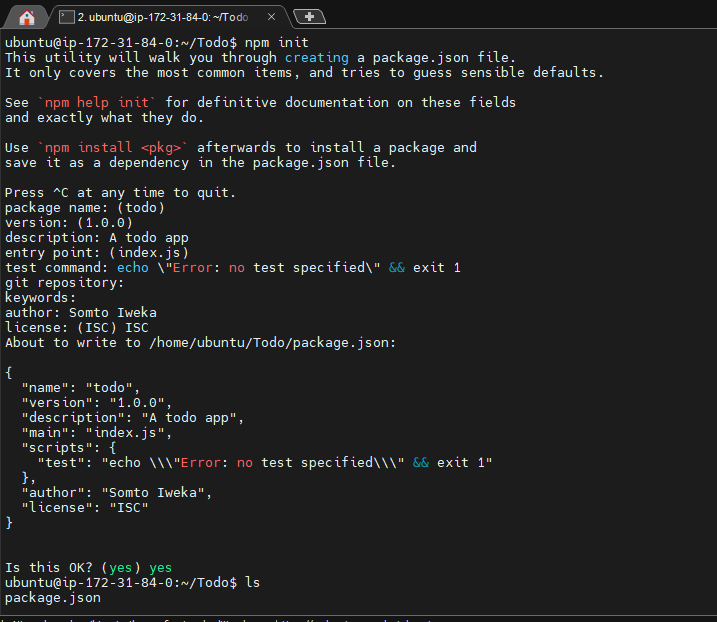 2. ubuntu@ip-172-31-84-0: ~/Todo
ubuntu@ip-172-31-84-0:~/Todo$ npm init
This utility will walk you through creating a package.json file.
It only covers the most common items, and tries to guess sensible defaults.
See `npm help init` for definitive documentation on these fields
and exactly what they do.
Use `npm install <pkg>` afterwards to install a package and
save it as a dependency in the package.json file.
Press ^C at any time to quit.
package name: (todo)
version: (1.0.0)
description: A todo app
entry point: (index.js)
test command: echo \"Error: no test specified\" && exit 1
git repository:
keywords:
author: Somto Iweka
license: (ISC) ISC
About to write to /home/ubuntu/Todo/package.json:
{
  "name": "todo",
  "version": "1.0.0",
  "description": "A todo app",
  "main": "index.js",
  "scripts": {
    "test": "echo \\\"Error: no test specified\\\" && exit 1"
  },
  "author": "Somto Iweka",
  "license": "ISC"
}
Is this OK? (yes) yes
ubuntu@ip-172-31-84-0:~/Todo$ ls
package.json